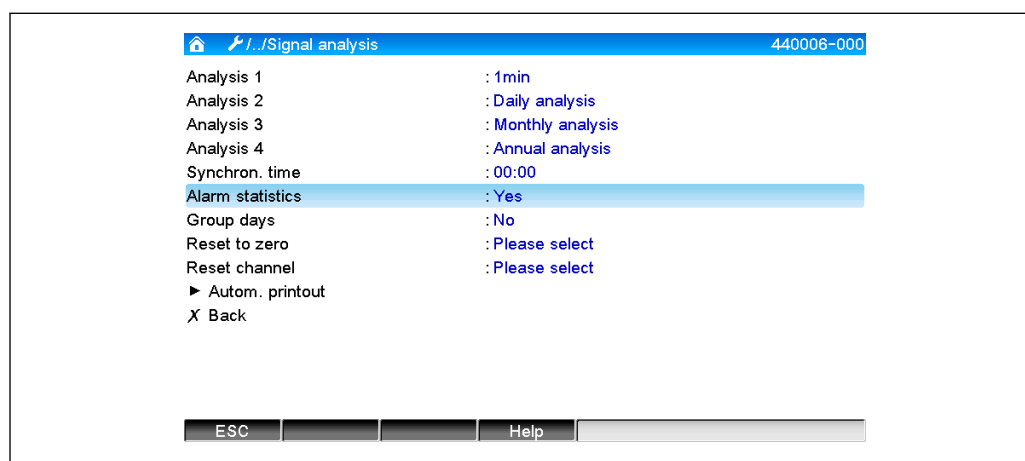 /../Signal analysis 440006-000
Analysis 1 : 1min
Analysis 2 : Daily analysis
Analysis 3 : Monthly analysis
Analysis 4 : Annual analysis
Synchron. time : 00:00
Alarm statistics : Yes
Group days : No
Reset to zero : Please select
Reset channel : Please select
► Autom. printout
X Back
ESC Help